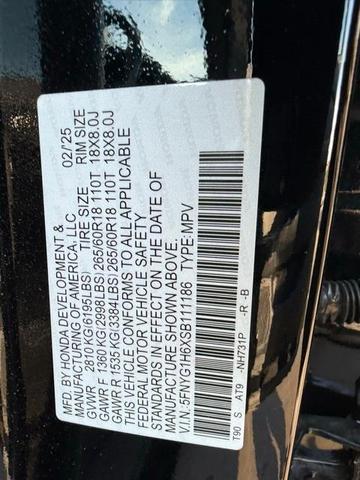 MFD. BY HONDA DEVELOPMENT & 02/'25
MANUFACTURING OF AMERICA, LLC
GVWR 2810 KG(6195LBS) TIRE SIZE RIM SIZE
GAWR F 1360 KG(2998LBS) 265/60R18 110T 18X8.0J
GAWR R 1535 KG(3384LBS) 265/60R18 110T 18X8.0J
THIS VEHICLE CONFORMS TO ALL APPLICABLE
FEDERAL MOTOR VEHICLE SAFETY
STANDARDS IN EFFECT ON THE DATE OF
MANUFACTURE SHOWN ABOVE.
V.I.N.:5FNYG1H6XSB111186 TYPE:MPV
T90 S AT9 -NH731P -R -B